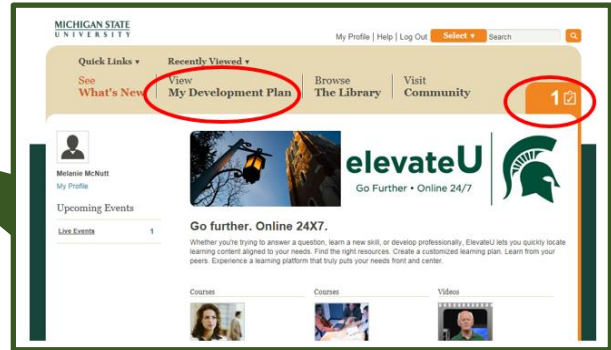 MICHIGAN STATE
UNIVERSITY
My Profile | Help | Log Out Select ▾ Search
Quick Links ▾ Recently Viewed ▾
See View Browse Visit
What's New My Development Plan The Library Community
1
Melanie McNutt
My Profile
Upcoming Events
Live Events 1
elevateU
Go Further • Online 24/7
Go further. Online 24X7.
Whether you're trying to answer a question, learn a new skill, or develop professionally, ElevateU lets you quickly locate
learning content aligned to your needs. Find the right resources. Create a customized learning plan. Learn from your
peers. Experience a learning platform that truly puts your needs front and center.
Courses Courses Videos